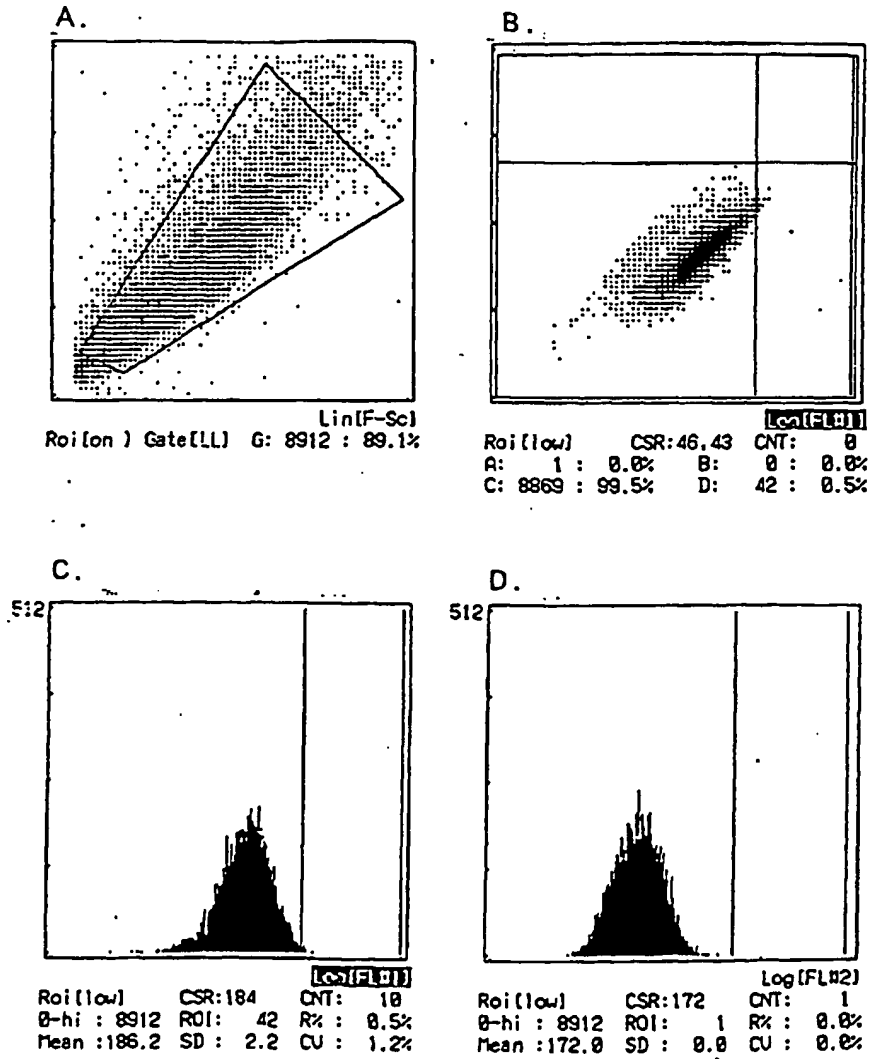 A.
B.
Lin[F-Sc]
Roi[on ] Gate[LL] G: 8912 : 89.1%
Log[FL#1]
Roi[low] CSR:46,43 CNT: 0
A: 1 : 0.0% B: 0 : 0.0%
C: 8869 : 99.5% D: 42 : 0.5%
C.
D.
512
512
Log[FL#1]
Roi[low] CSR:184 CNT: 10
0-hi : 8912 ROI: 42 R% : 0.5%
Mean :186.2 SD : 2.2 CV : 1.2%
Log[FL#2]
Roi[low] CSR:172 CNT: 1
0-hi : 8912 ROI: 1 R% : 0.0%
Mean :172.0 SD : 0.0 CV : 0.0%